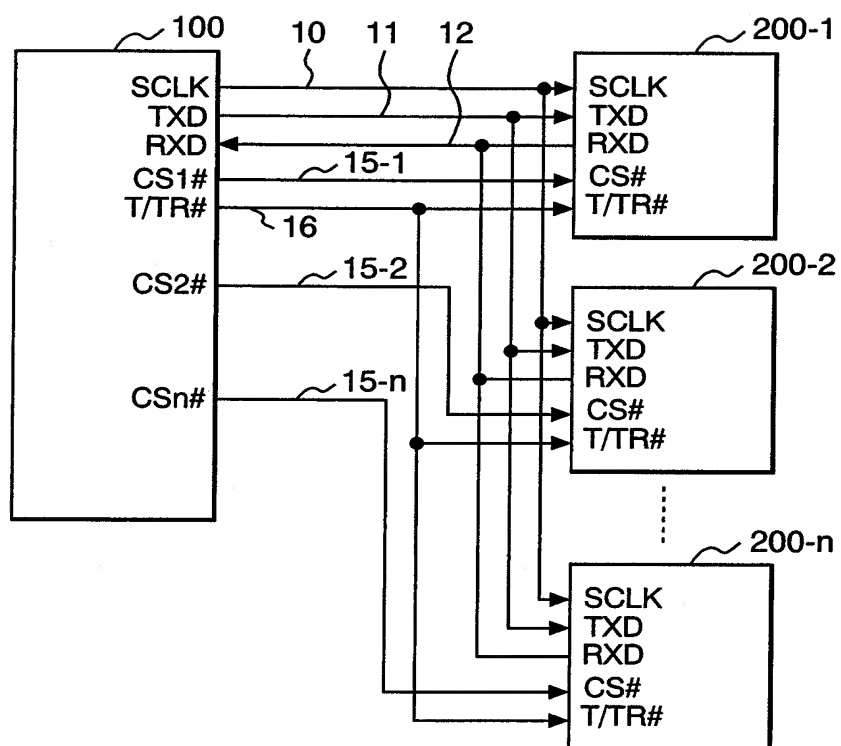 100 10 11 12 200-1
SCLK SCLK
TXD TXD
RXD RXD
CS1# 15-1 CS#
T/TR# 16 T/TR#
CS2# 15-2 200-2
SCLK
TXD
RXD
CSn# 15-n CS#
T/TR#
200-n
SCLK
TXD
RXD
CS#
T/TR#